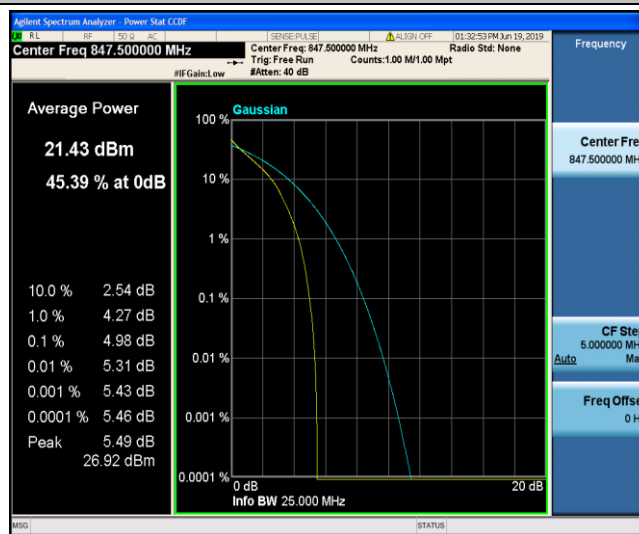 Agilent Spectrum Analyzer - Power Stat CCDF
RL RF 50 Ω AC SENSE:PULSE ALIGN OFF 01:32:53 PM Jun 19, 2019
Center Freq 847.500000 MHz
Center Freq: 847.500000 MHz Radio Std: None
Trig: Free Run Counts:1.00 M/1.00 Mpt
#IFGain:Low #Atten: 40 dB
Frequency
Average Power
21.43 dBm
45.39 % at 0dB
10.0 % 2.54 dB
1.0 % 4.27 dB
0.1 % 4.98 dB
0.01 % 5.31 dB
0.001 % 5.43 dB
0.0001 % 5.46 dB
Peak 5.49 dB
26.92 dBm
Gaussian
100 %
10 %
1 %
0.1 %
0.01 %
0.001 %
0.0001 %
0 dB 20 dB
Info BW 25.000 MHz
Center Fre
847.500000 MH
CF Ste
5.000000 MH
Auto Ma
Freq Offse
0 H
MSG STATUS